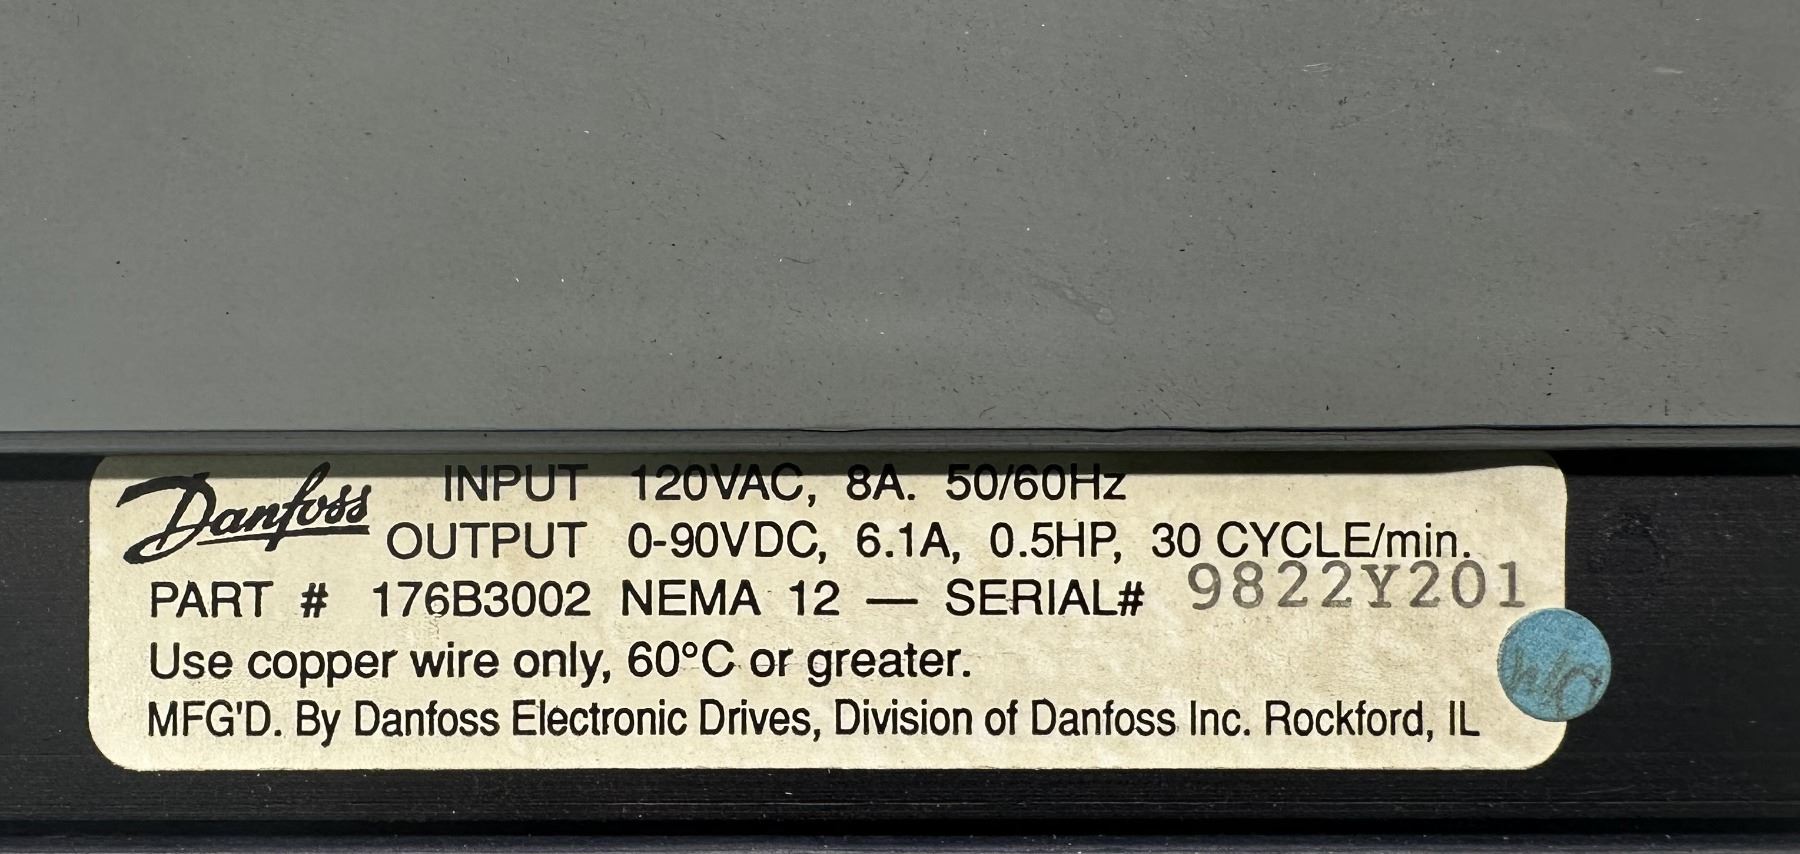 Danfoss INPUT 120VAC, 8A. 50/60Hz
OUTPUT 0-90VDC, 6.1A, 0.5HP, 30 CYCLE/min.
PART # 176B3002 NEMA 12 — SERIAL# 9822Y201
Use copper wire only, 60°C or greater.
MFG'D. By Danfoss Electronic Drives, Division of Danfoss Inc. Rockford, IL